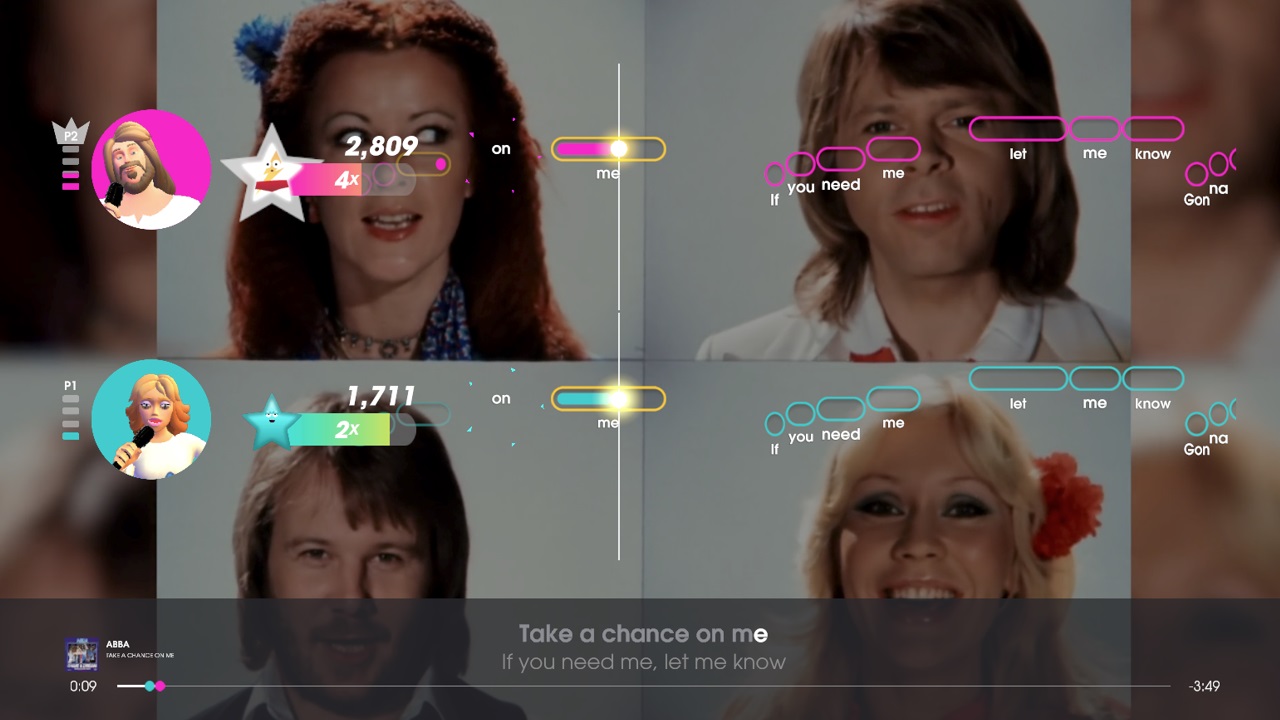 P2
2,809
4x
on
me
If
you
need
me
let
me
know
Gon
na
P1
1,711
2x
on
me
If
you
need
me
let
me
know
Gon
na
Take a chance on me
If you need me, let me know
ABBA
TAKE A CHANCE ON ME
0:09
-3:49